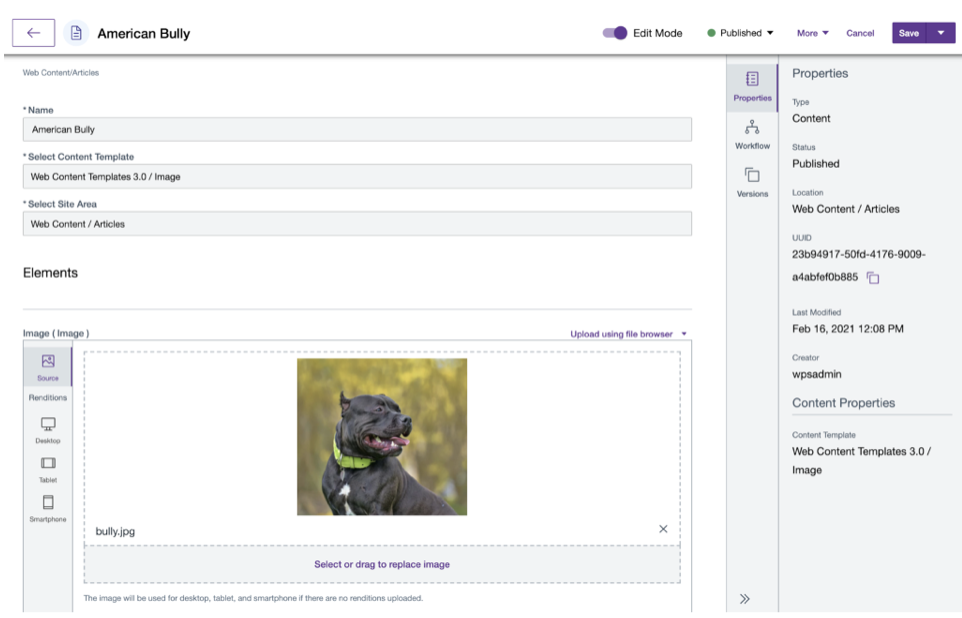 American Bully
Edit Mode
Published
More
Cancel
Save
Web Content/Articles
* Name
American Bully
* Select Content Template
Web Content Templates 3.0 / Image
* Select Site Area
Web Content / Articles
Elements
Image ( Image )
Upload using file browser
Source
Renditions
Desktop
Tablet
Smartphone
bully.jpg
Select or drag to replace image
The image will be used for desktop, tablet, and smartphone if there are no renditions uploaded.
Properties
Workflow
Versions
Properties
Type
Content
Status
Published
Location
Web Content / Articles
UUID
23b94917-50fd-4176-9009-
a4abfef0b885
Last Modified
Feb 16, 2021 12:08 PM
Creator
wpsadmin
Content Properties
Content Template
Web Content Templates 3.0 /
Image